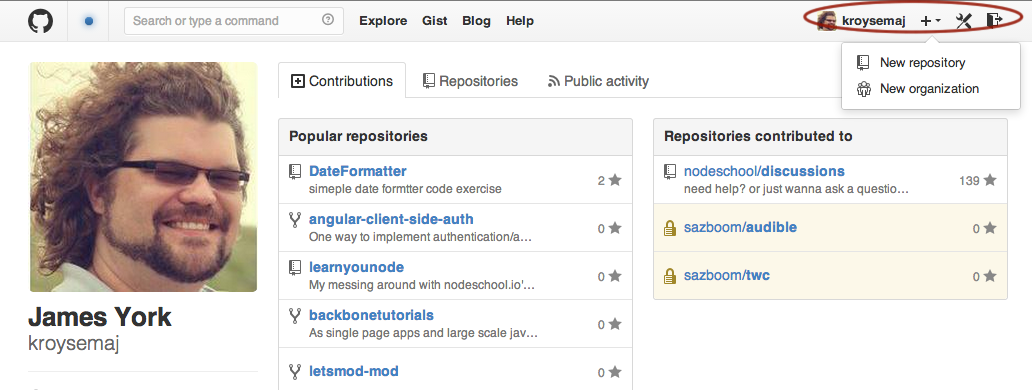 Search or type a command
Explore Gist Blog Help
kroysemaj
New repository
New organization
Contributions
Repositories
Public activity
James York
kroysemaj
Popular repositories
DateFormatter
simeple date formtter code exercise
2
angular-client-side-auth
One way to implement authentication/a…
0
learnyounode
My messing around with nodeschool.io'…
0
backbonetutorials
As single page apps and large scale jav…
0
letsmod-mod
0
Repositories contributed to
nodeschool/discussions
need help? or just wanna ask a questio…
139
sazboom/audible
0
sazboom/twc
0